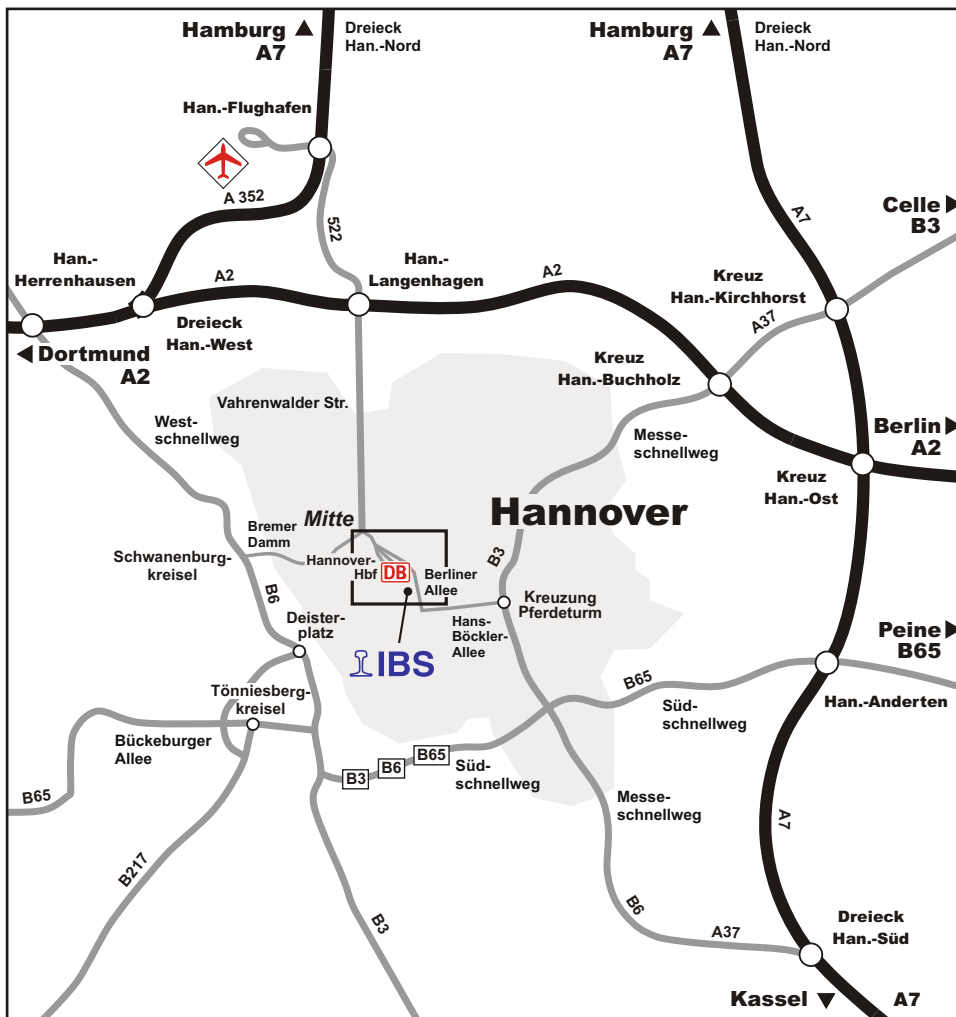 Hamburg
A7
Dreieck
Han.-Nord
Hamburg
A7
Dreieck
Han.-Nord
Han.-Flughafen
A 352
522
A7
Celle
B3
Han.-
Herrenhausen
A2
Han.-
Langenhagen
A2
Kreuz
Han.-Kirchhorst
A37
Dreieck
Han.-West
Dortmund
A2
Kreuz
Han.-Buchholz
Vahrenwalder Str.
West-
schnellweg
Messe-
schnellweg
Berlin
A2
Kreuz
Han.-Ost
Hannover
Mitte
Bremer
Damm
Schwanenburg-
kreisel
Hannover-
Hbf
DB
Berliner
Allee
B3
B6
Kreuzung
Pferdeturm
Deister-
platz
Hans-
Böckler-
Allee
IBS
Peine
B65
Tönniesberg-
kreisel
B65
Süd-
schnellweg
Han.-Anderten
Bückeburger
Allee
B3
B6
B65
Süd-
schnellweg
B65
Messe-
schnellweg
A7
B217
B3
B6
A37
Dreieck
Han.-Süd
Kassel
A7